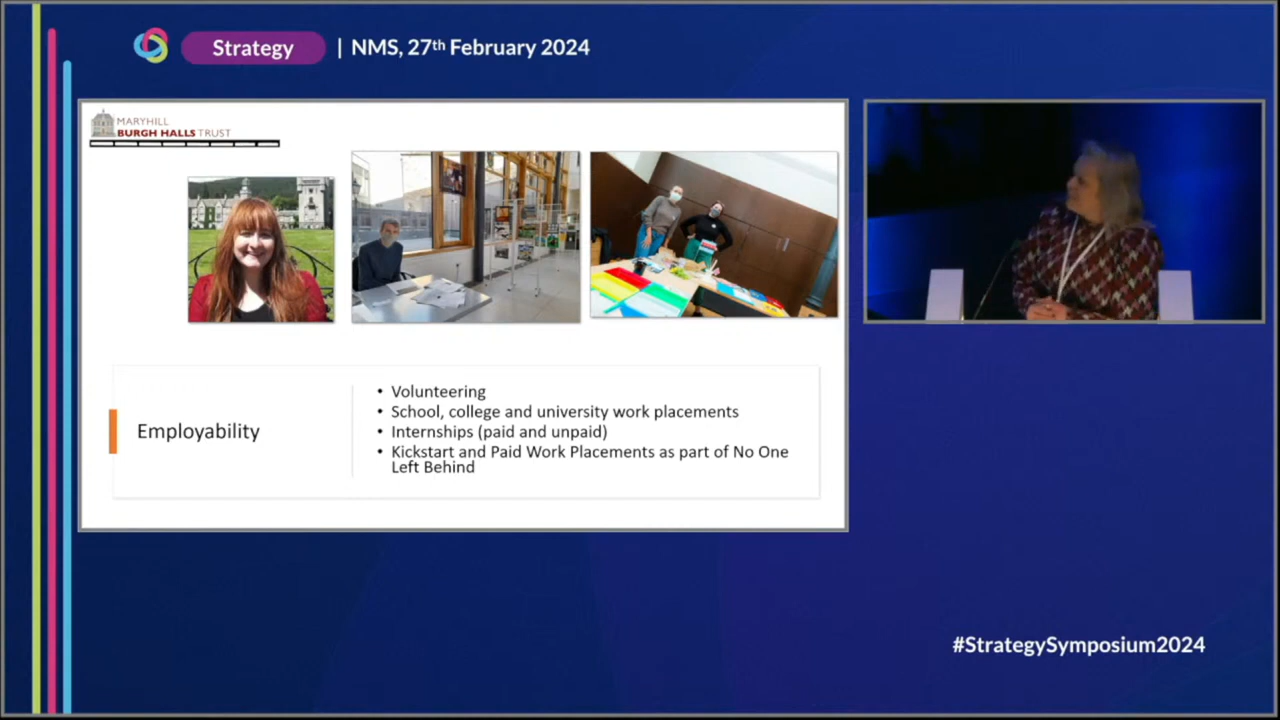 Strategy | NMS, 27th February 2024
MARYHILL
BURGH HALLS TRUST
Employability
• Volunteering
• School, college and university work placements
• Internships (paid and unpaid)
• Kickstart and Paid Work Placements as part of No One
Left Behind
#StrategySymposium2024